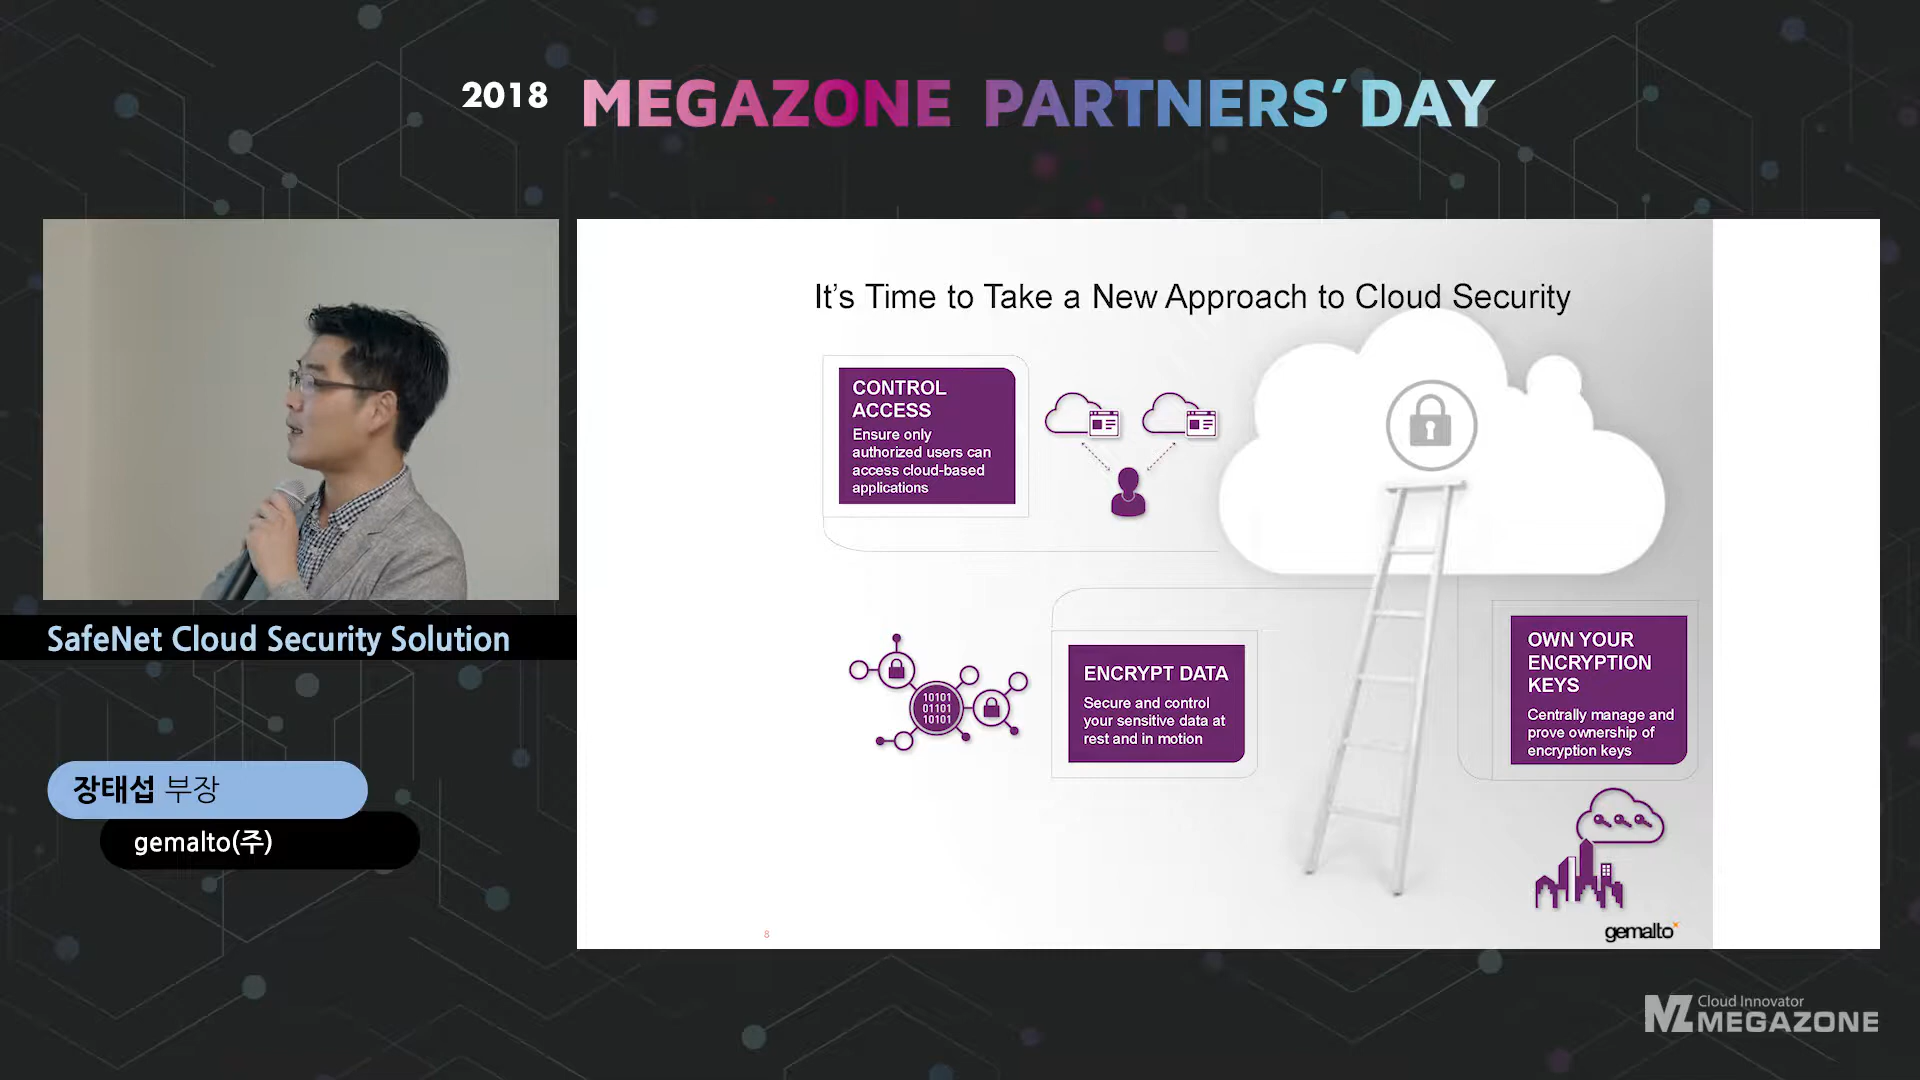 2018 MEGAZONE PARTNERS' DAY
SafeNet Cloud Security Solution
장태섭 부장
gemalto(주)
It's Time to Take a New Approach to Cloud Security
CONTROL
ACCESS
Ensure only
authorized users can
access cloud-based
applications
10101
01101
10101
ENCRYPT DATA
Secure and control
your sensitive data at
rest and in motion
OWN YOUR
ENCRYPTION
KEYS
Centrally manage and
prove ownership of
encryption keys
8
gemalto
MZ Cloud Innovator
MEGAZONE